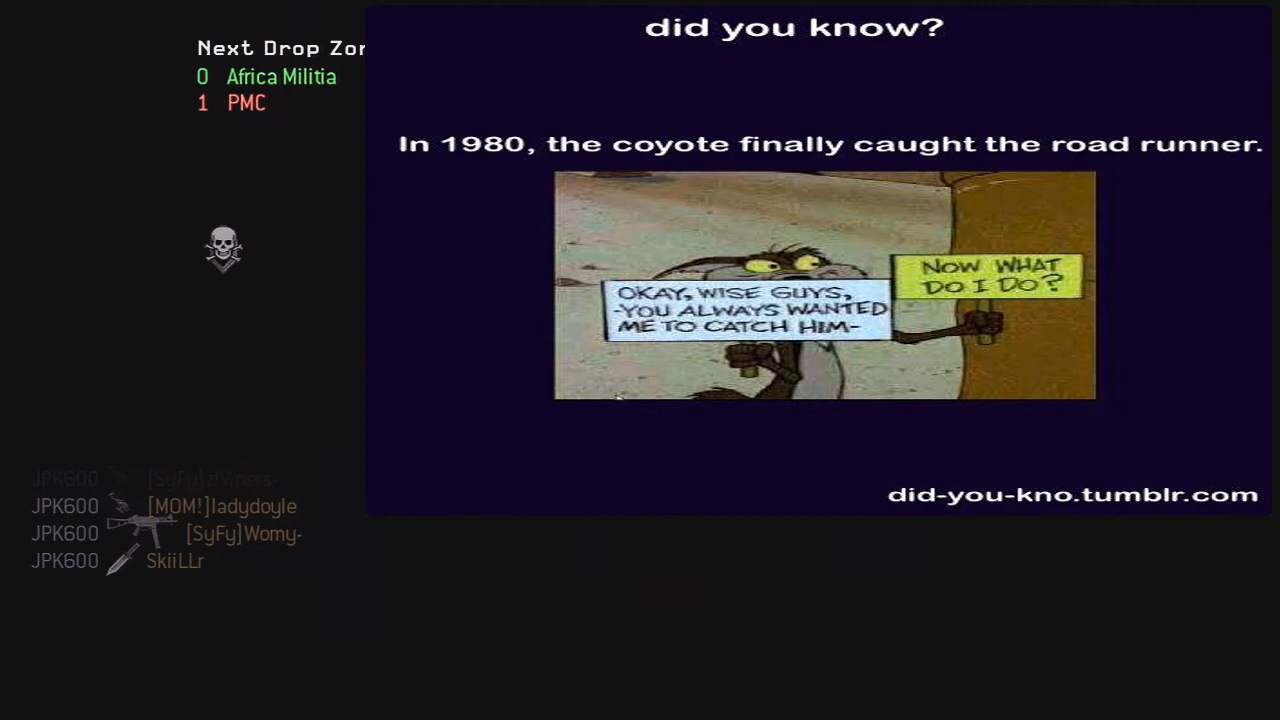 Next Drop Zon
0 Africa Militia
1 PMC
did you know?
In 1980, the coyote finally caught the road runner.
OKAY, WISE GUYS,
-YOU ALWAYS WANTED
ME TO CATCH HIM-
NOW WHAT
DO I DO?
did-you-kno.tumblr.com
JPK600
JPK600 [MOM!]ladydoyle
JPK600 [SyFy]Womy-
JPK600 SkiiLLr